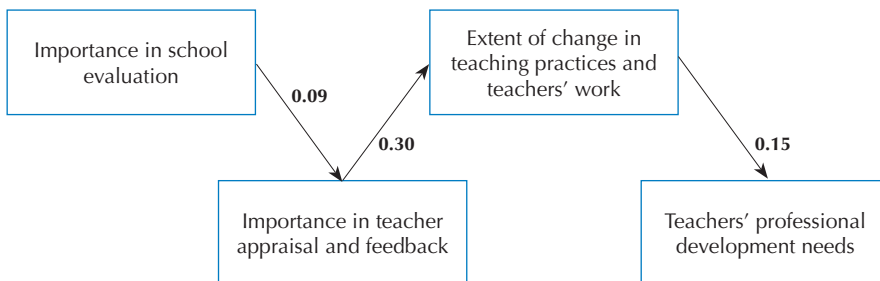 Importance in school
evaluation
Extent of change in
teaching practices and
teachers' work
0.09
0.30
0.15
Importance in teacher
appraisal and feedback
Teachers' professional
development needs